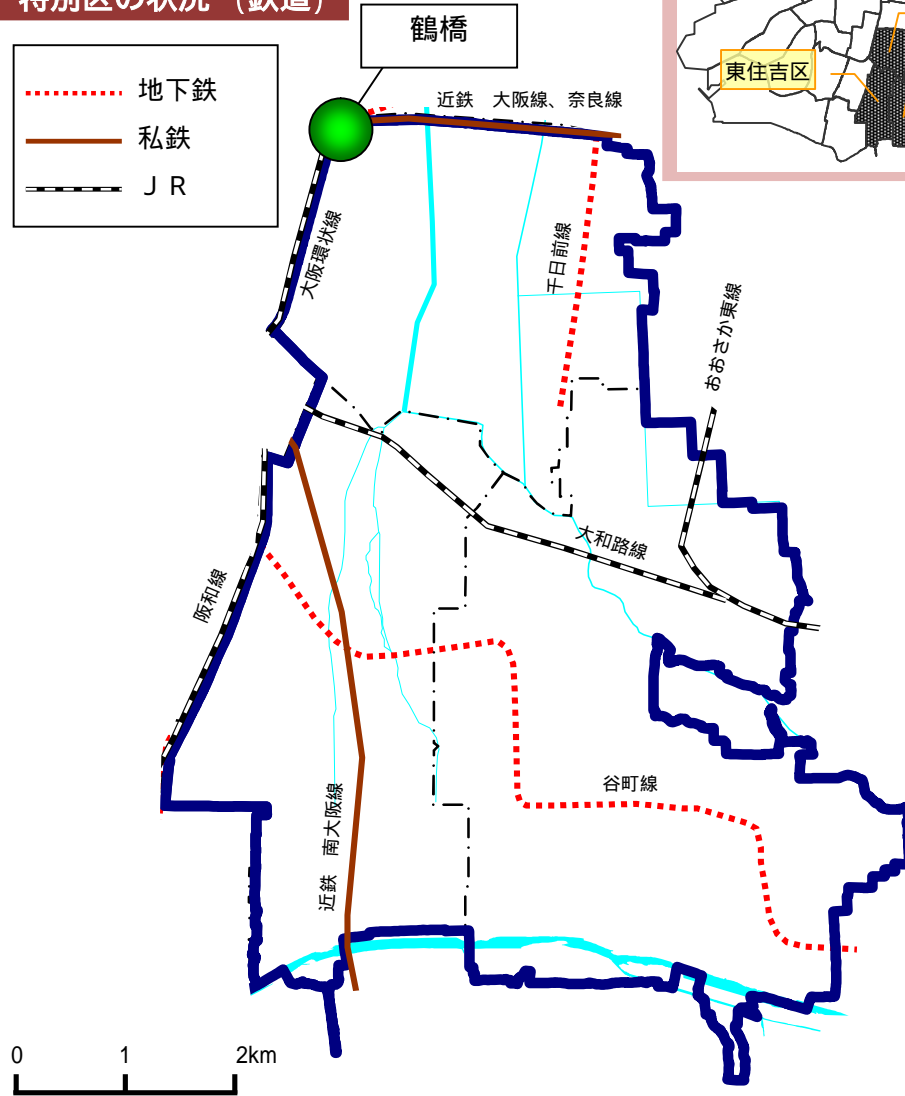 特別区の状況 （鉄道）
鶴橋
東住吉区
地下鉄
私鉄
ＪＲ
近鉄　大阪線、奈良線
大阪環状線
千日前線
おおさか東線
大和路線
阪和線
谷町線
近鉄　南大阪線
0 1 2km